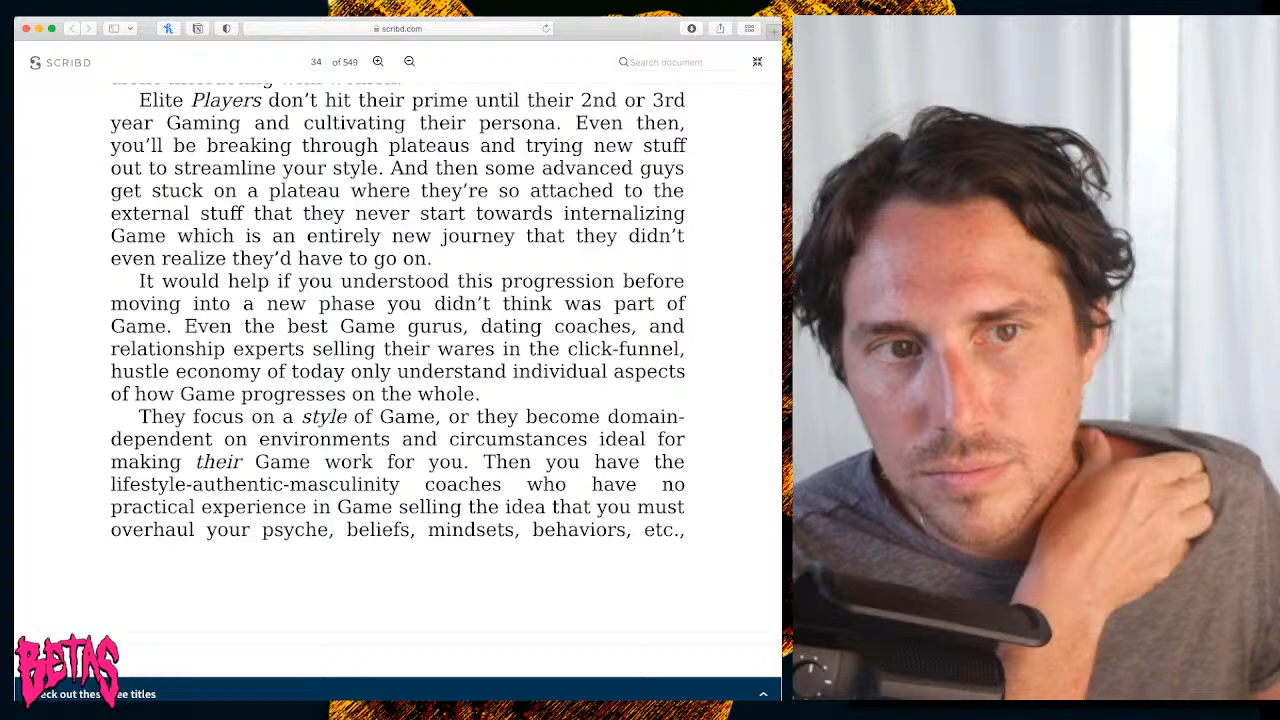 scribd.com
SCRIBD
34 of 549
Search document
Elite Players don’t hit their prime until their 2nd or 3rd
year Gaming and cultivating their persona. Even then,
you’ll be breaking through plateaus and trying new stuff
out to streamline your style. And then some advanced guys
get stuck on a plateau where they’re so attached to the
external stuff that they never start towards internalizing
Game which is an entirely new journey that they didn’t
even realize they’d have to go on.
It would help if you understood this progression before
moving into a new phase you didn’t think was part of
Game. Even the best Game gurus, dating coaches, and
relationship experts selling their wares in the click-funnel,
hustle economy of today only understand individual aspects
of how Game progresses on the whole.
They focus on a style of Game, or they become domain-
dependent on environments and circumstances ideal for
making their Game work for you. Then you have the
lifestyle-authentic-masculinity coaches who have no
practical experience in Game selling the idea that you must
overhaul your psyche, beliefs, mindsets, behaviors, etc.,
BETAS
eck out thes ee titles